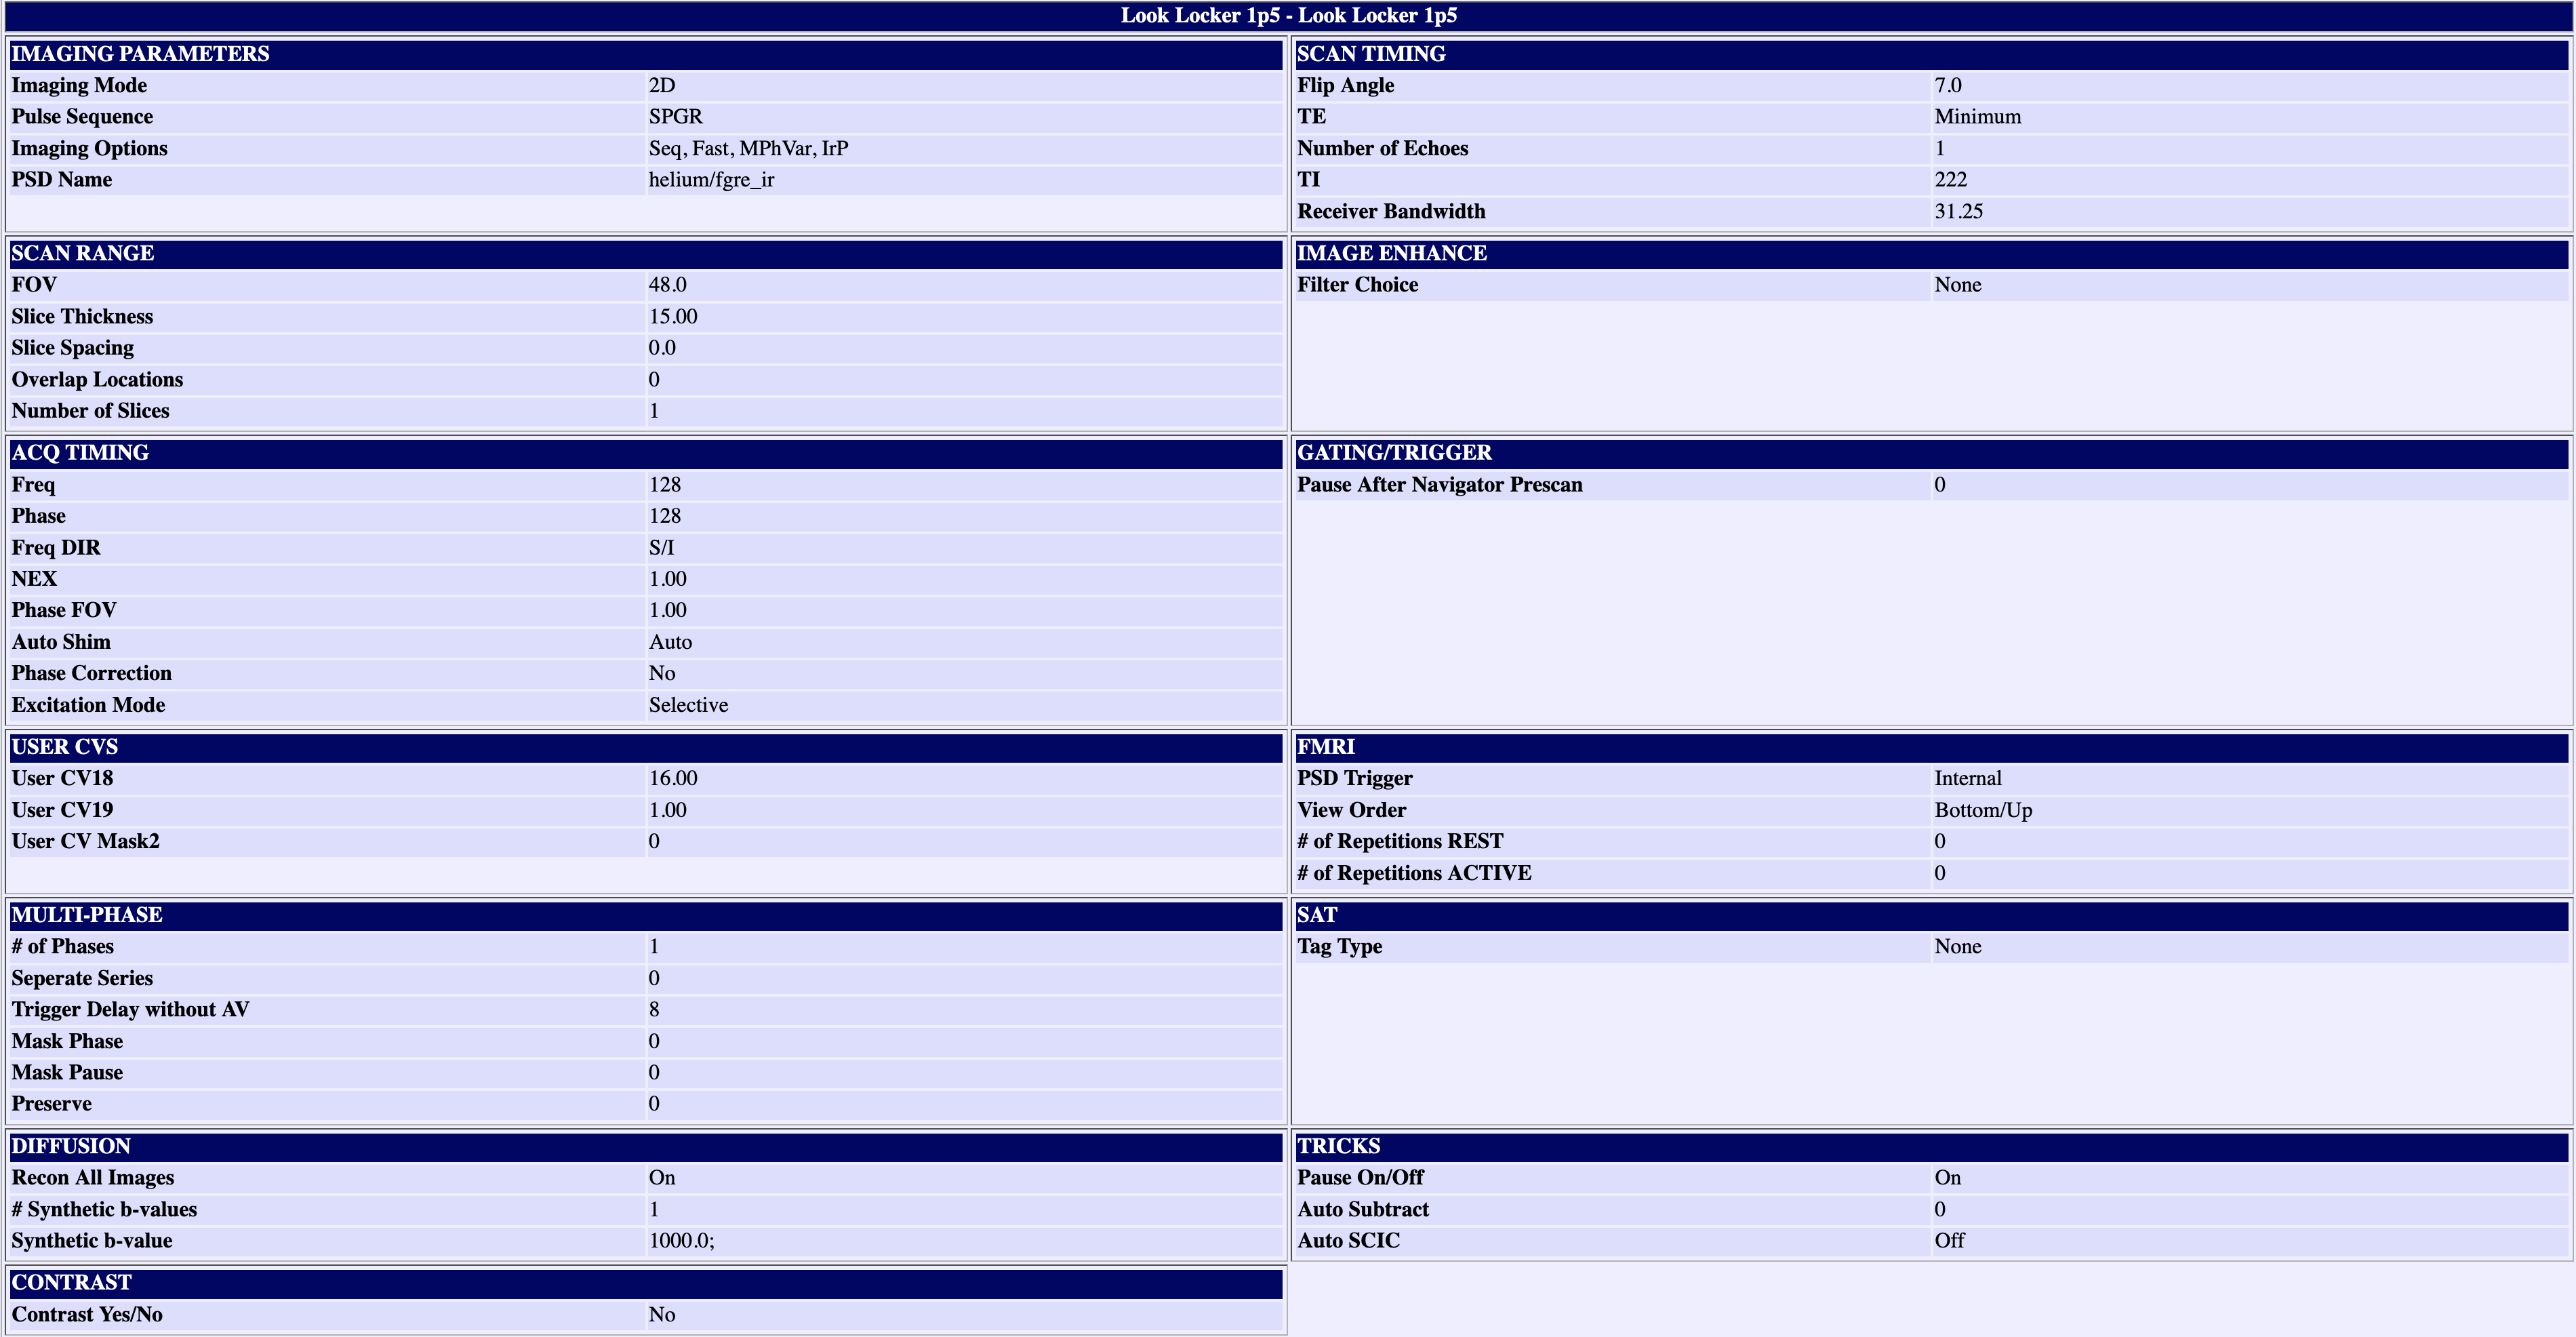 Look Locker 1p5 - Look Locker 1p5
IMAGING PARAMETERS
Imaging Mode 2D
Pulse Sequence SPGR
Imaging Options Seq, Fast, MPhVar, IrP
PSD Name helium/fgre_ir
SCAN TIMING
Flip Angle 7.0
TE Minimum
Number of Echoes 1
TI 222
Receiver Bandwidth 31.25
SCAN RANGE
FOV 48.0
Slice Thickness 15.00
Slice Spacing 0.0
Overlap Locations 0
Number of Slices 1
IMAGE ENHANCE
Filter Choice None
ACQ TIMING
Freq 128
Phase 128
Freq DIR S/I
NEX 1.00
Phase FOV 1.00
Auto Shim Auto
Phase Correction No
Excitation Mode Selective
GATING/TRIGGER
Pause After Navigator Prescan 0
USER CVS
User CV18 16.00
User CV19 1.00
User CV Mask2 0
FMRI
PSD Trigger Internal
View Order Bottom/Up
# of Repetitions REST 0
# of Repetitions ACTIVE 0
MULTI-PHASE
# of Phases 1
Seperate Series 0
Trigger Delay without AV 8
Mask Phase 0
Mask Pause 0
Preserve 0
SAT
Tag Type None
DIFFUSION
Recon All Images On
# Synthetic b-values 1
Synthetic b-value 1000.0;
TRICKS
Pause On/Off On
Auto Subtract 0
Auto SCIC Off
CONTRAST
Contrast Yes/No No